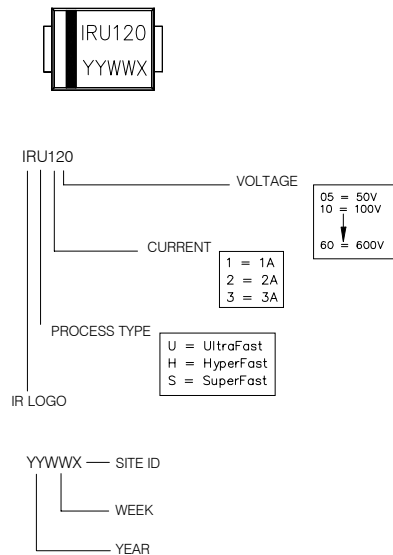 IRU120
YYWWX
IRU120
VOLTAGE
05 = 50V
10 = 100V
60 = 600V
CURRENT
1 = 1A
2 = 2A
3 = 3A
PROCESS TYPE
U = UltraFast
H = HyperFast
S = SuperFast
IR LOGO
YYWWX
SITE ID
WEEK
YEAR